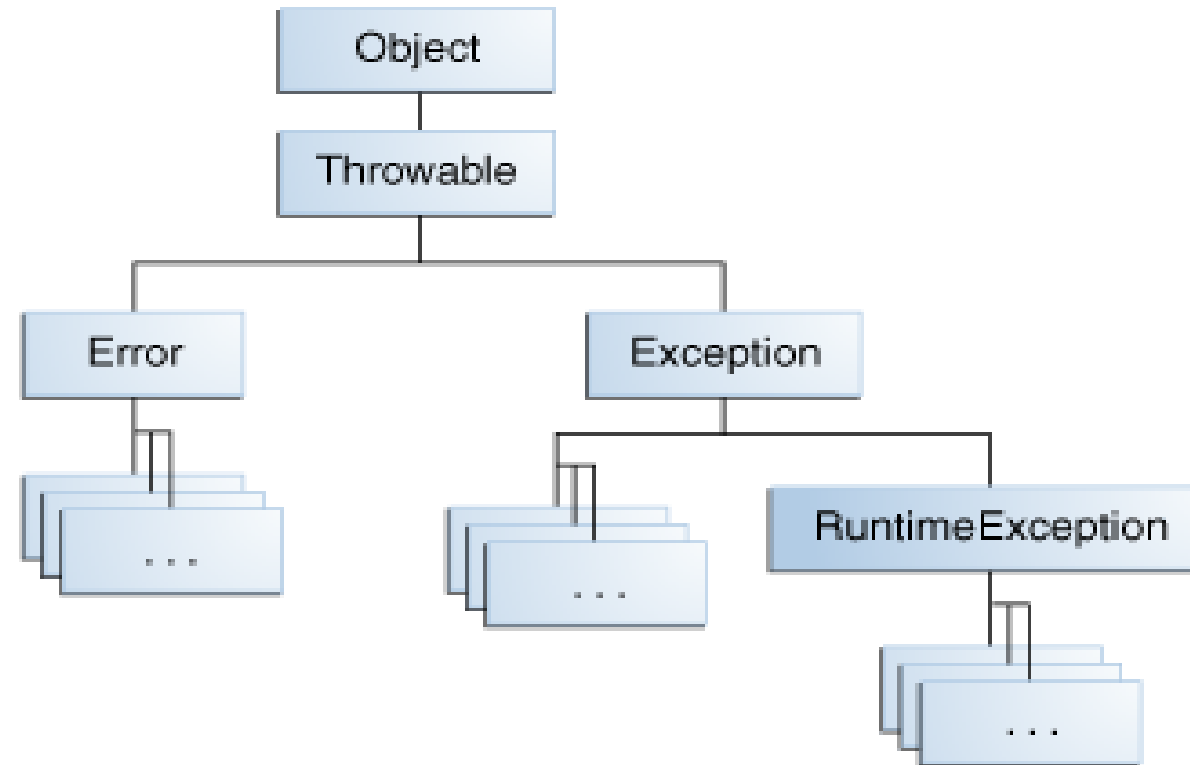 Object
Throwable
Error
Exception
...
...
RuntimeException
...